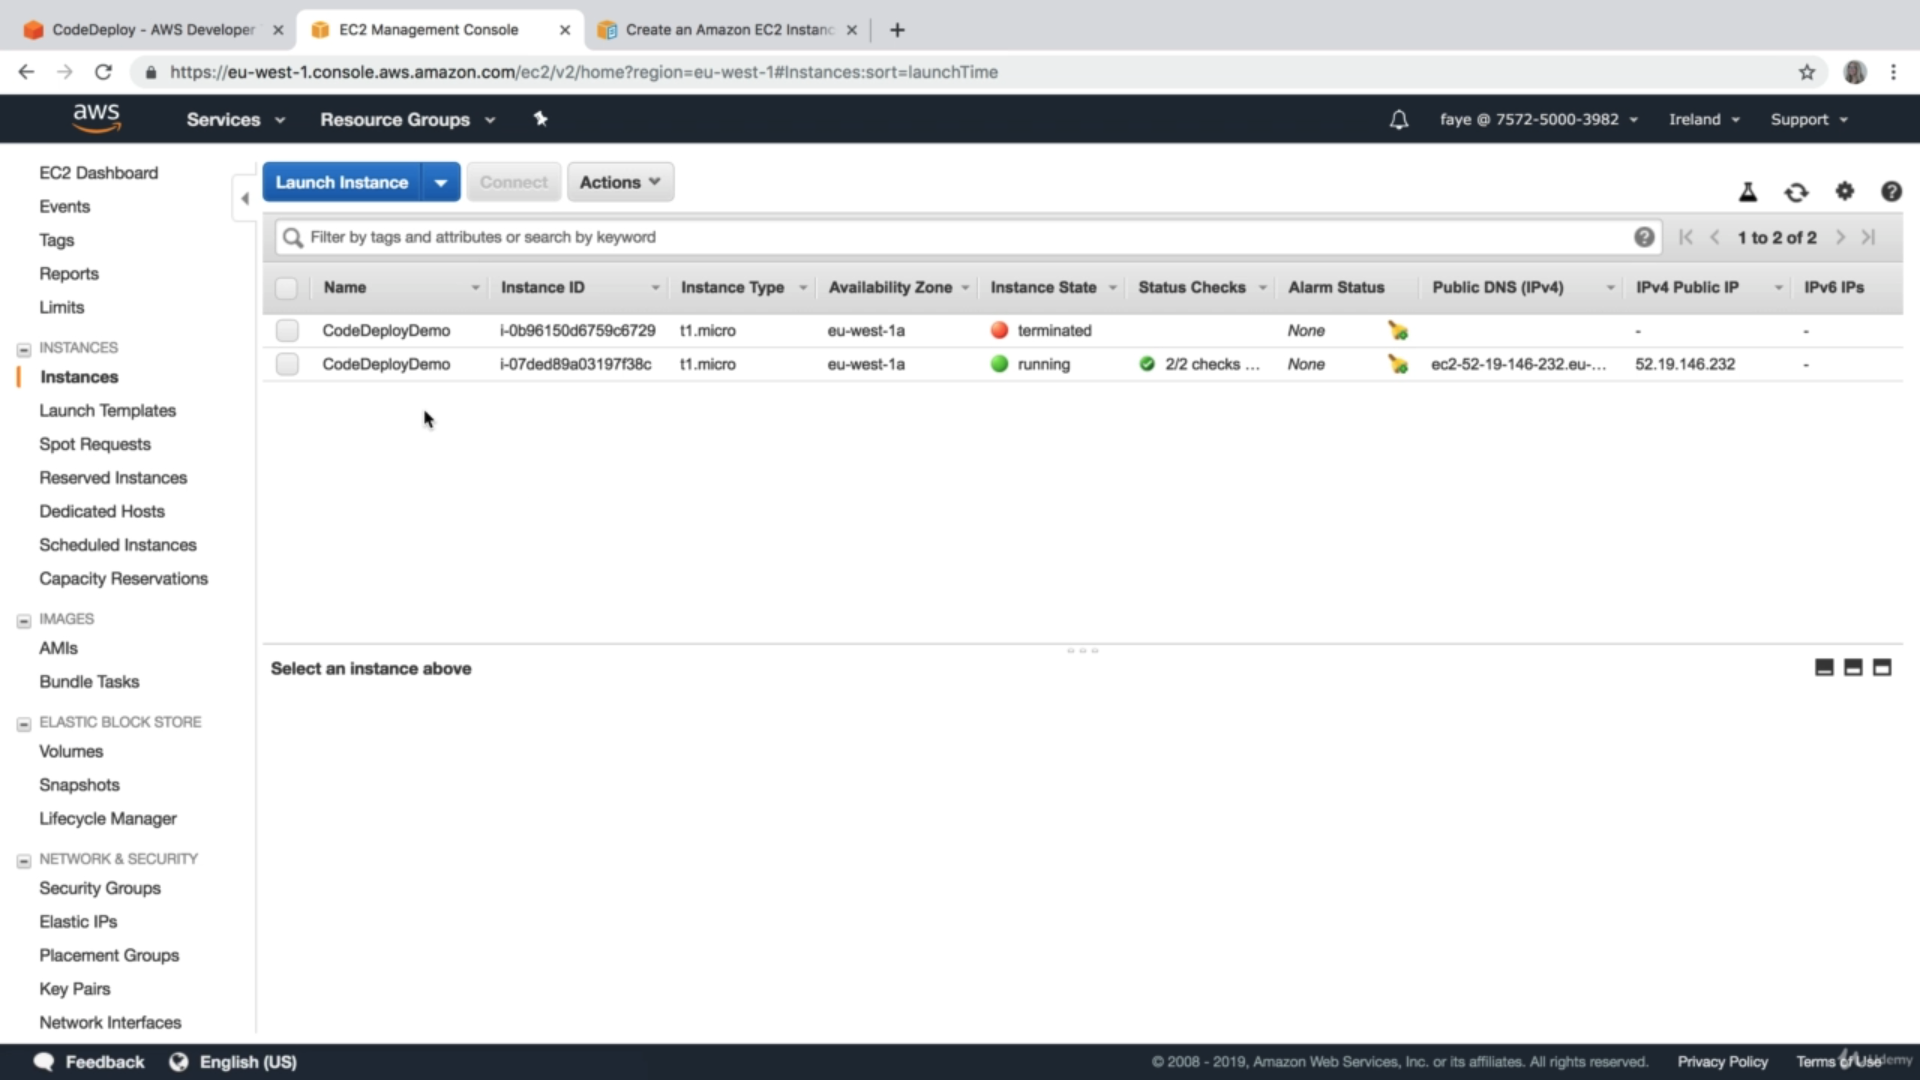 CodeDeploy - AWS Developer
EC2 Management Console
Create an Amazon EC2 Instanc
https://eu-west-1.console.aws.amazon.com/ec2/v2/home?region=eu-west-1#Instances:sort=launchTime
aws
Services
Resource Groups
faye @ 7572-5000-3982
Ireland
Support
EC2 Dashboard
Events
Tags
Reports
Limits
INSTANCES
Instances
Launch Templates
Spot Requests
Reserved Instances
Dedicated Hosts
Scheduled Instances
Capacity Reservations
IMAGES
AMIs
Bundle Tasks
ELASTIC BLOCK STORE
Volumes
Snapshots
Lifecycle Manager
NETWORK & SECURITY
Security Groups
Elastic IPs
Placement Groups
Key Pairs
Network Interfaces
Launch Instance
Connect
Actions
Filter by tags and attributes or search by keyword
1 to 2 of 2
Name Instance ID Instance Type Availability Zone Instance State Status Checks Alarm Status Public DNS (IPv4) IPv4 Public IP IPv6 IPs
CodeDeployDemo i-0b96150d6759c6729 t1.micro eu-west-1a terminated None - -
CodeDeployDemo i-07ded89a03197f38c t1.micro eu-west-1a running 2/2 checks ... None ec2-52-19-146-232.eu-... 52.19.146.232 -
Select an instance above
Feedback
English (US)
© 2008 - 2019, Amazon Web Services, Inc. or its affiliates. All rights reserved.
Privacy Policy
Terms of Use